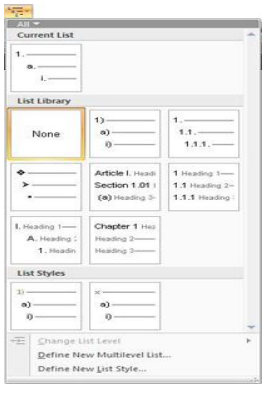 All
Current List
1.
a.
i.
List Library
None
1)
a)
i)
1.
1.1.
1.1.1.
Article I. Headi
Section 1.01
(a) Heading 3-
1 Heading 1
1.1 Heading 2-
1.1.1 Heading
I. Heading 1
A. Heading
1. Headin
Chapter 1 Hea
Heading 2
Heading 3
List Styles
1)
a)
i)
a)
i)
Change List Level
Define New Multilevel List...
Define New List Style...